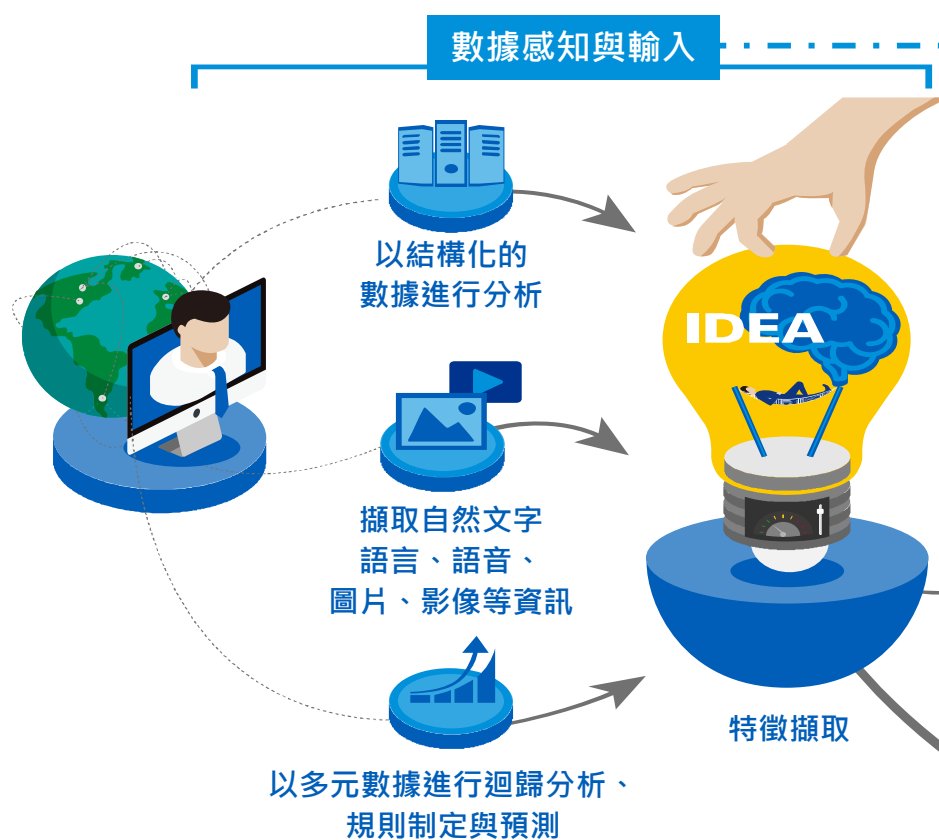 數據感知與輸入
以結構化的
數據進行分析
IDEA
擷取自然文字
語言、語音、
圖片、影像等資訊
特徵擷取
以多元數據進行迴歸分析、
規則制定與預測